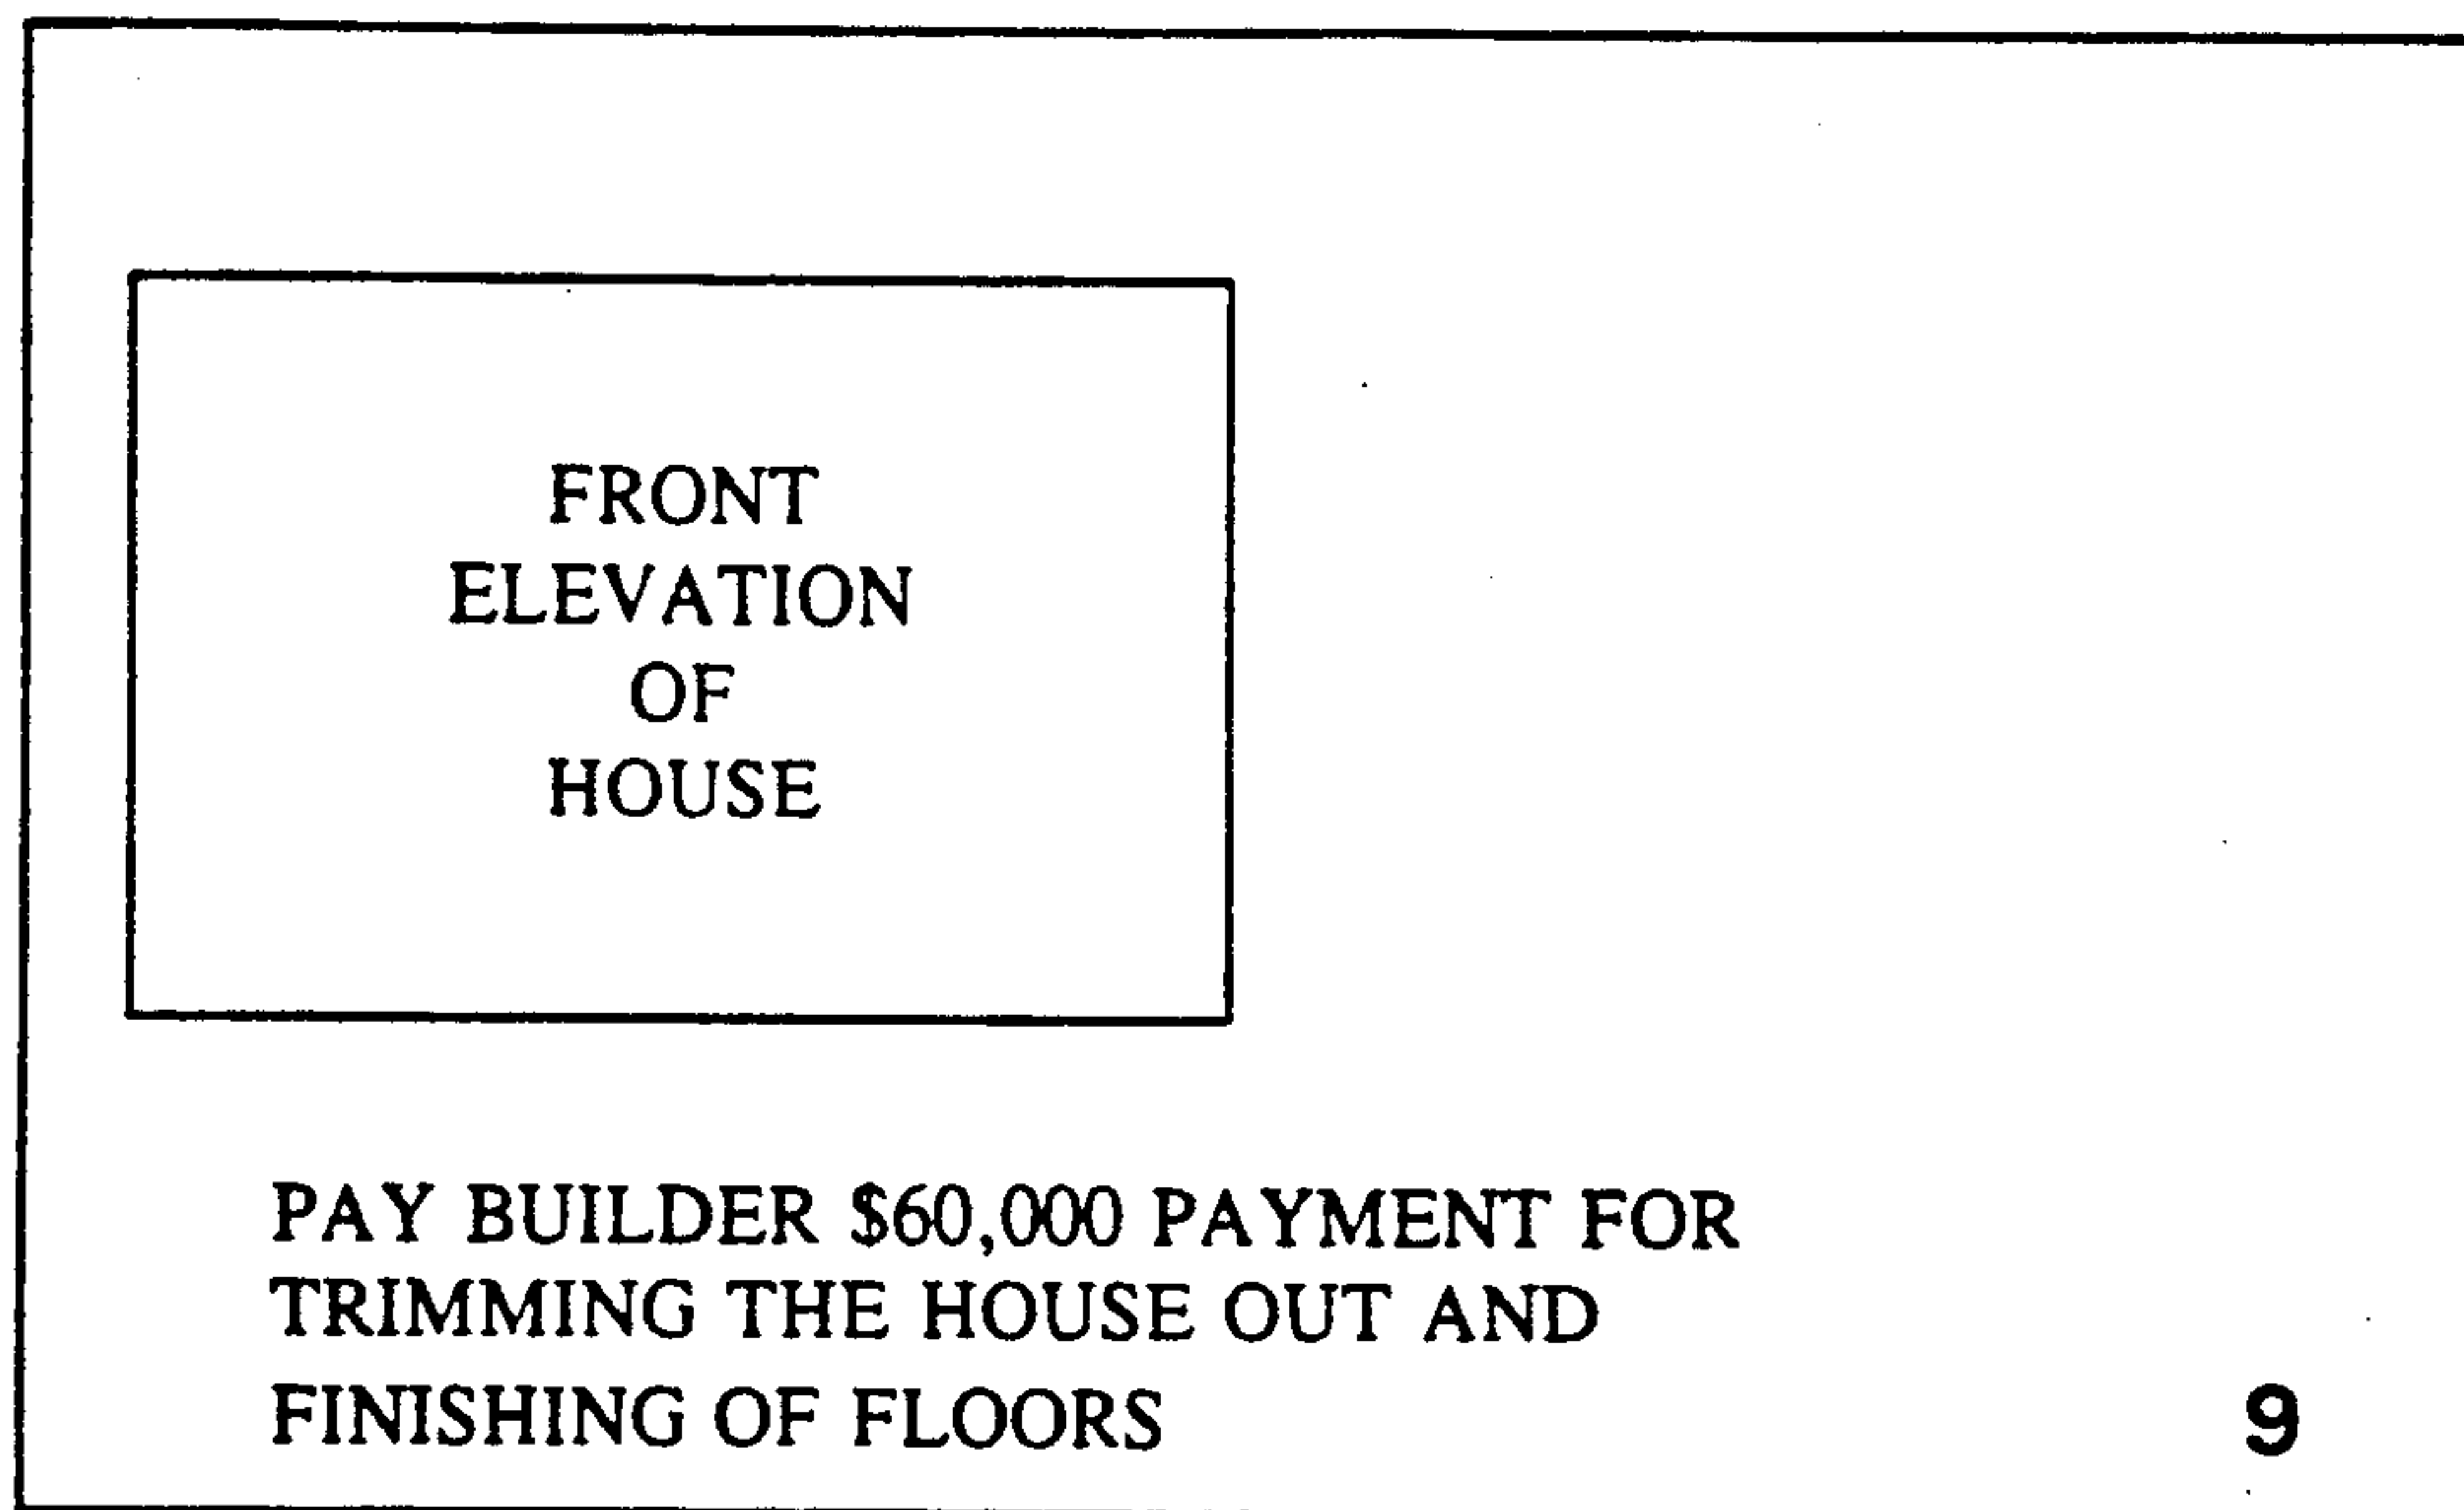 FRONT
ELEVATION
OF
HOUSE
PAY BUILDER $60,000 PAYMENT FOR
TRIMMING THE HOUSE OUT AND
FINISHING OF FLOORS
9